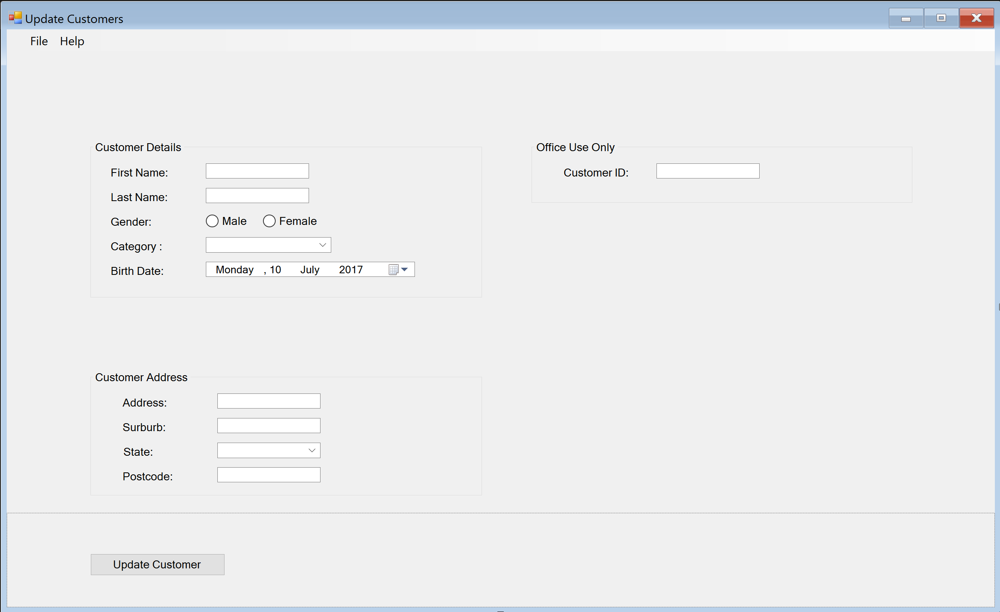 Update Customers
File Help
Customer Details
First Name:
Last Name:
Gender: Male Female
Category :
Birth Date: Monday , 10 July 2017
Office Use Only
Customer ID:
Customer Address
Address:
Surburb:
State:
Postcode:
Update Customer